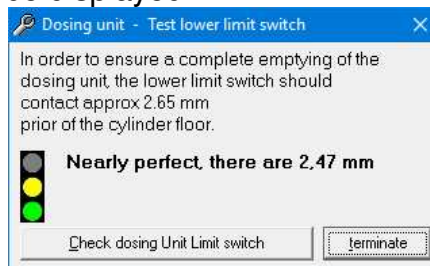 Dosing unit - Test lower limit switch
In order to ensure a complete emptying of the
dosing unit, the lower limit switch should
contact approx 2.65 mm
prior of the cylinder floor.
Nearly perfect, there are 2,47 mm
Check dosing Unit Limit switch
terminate